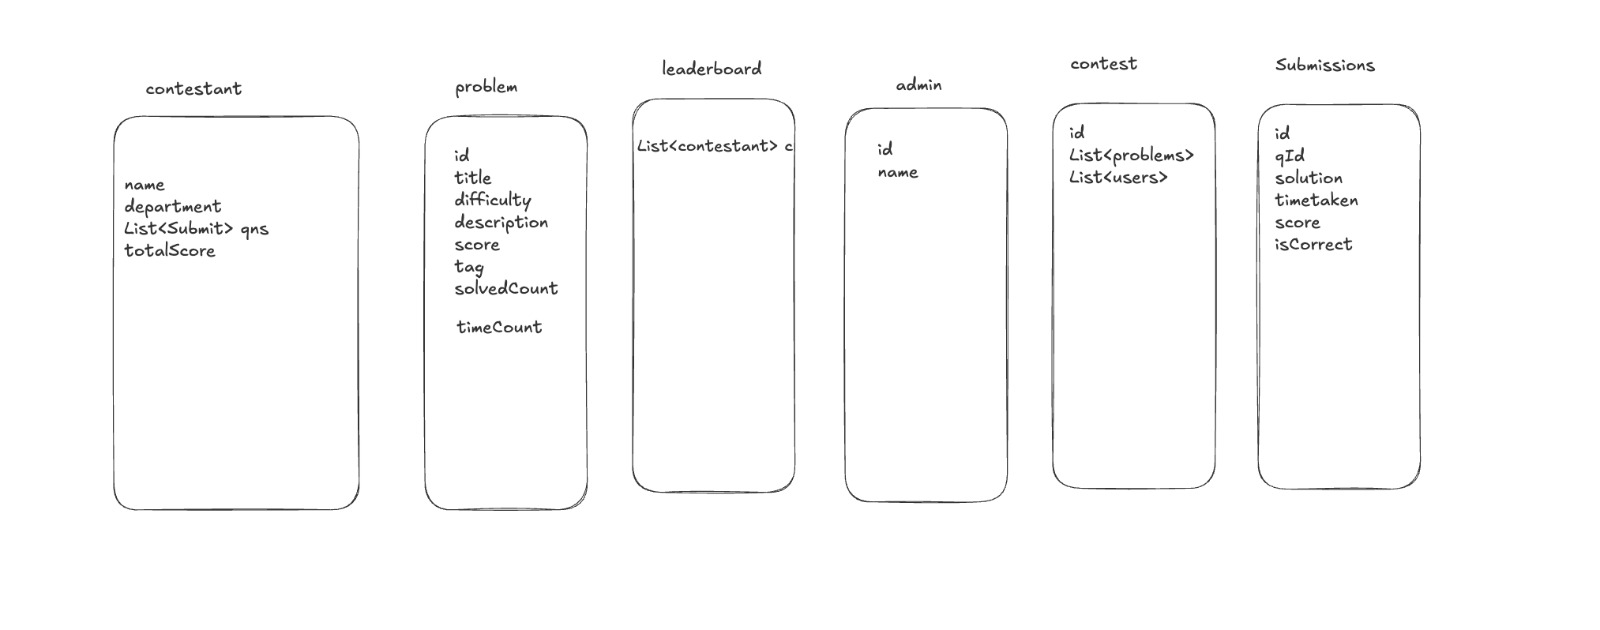 contestant
name
department
List<Submit> qns
totalScore
problem
id
title
difficulty
description
score
tag
solvedCount
timeCount
leaderboard
List<contestant> c
admin
id
name
contest
id
List<problems>
List<users>
Submissions
id
qId
solution
timetaken
score
isCorrect